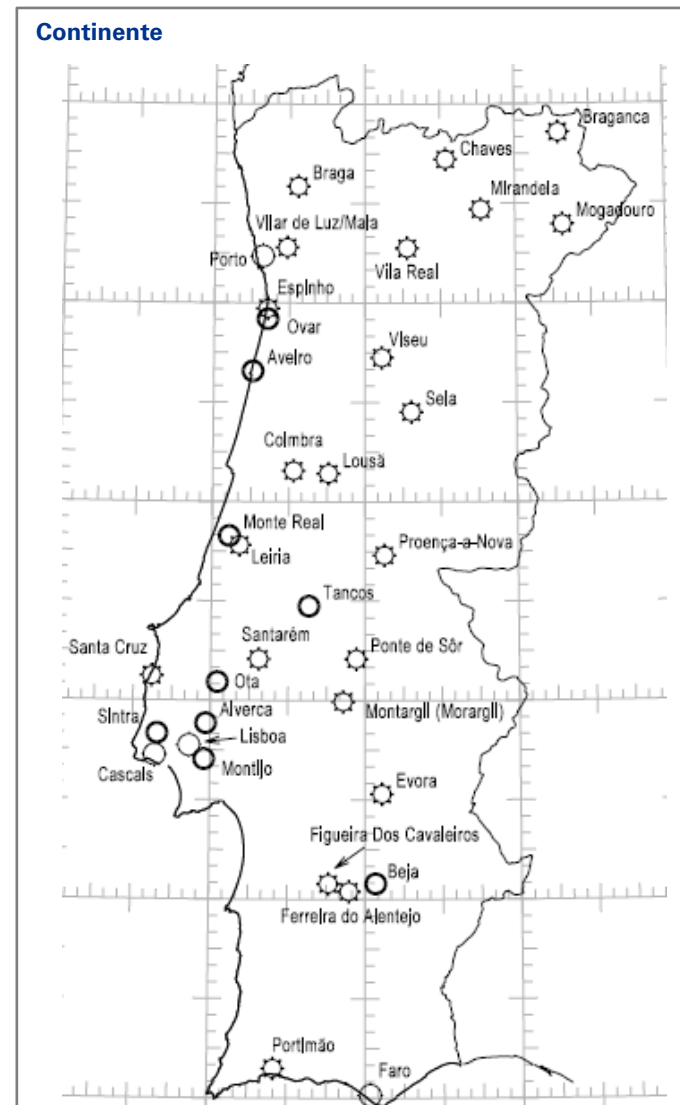 Continente
Braganca
Chaves
Braga
Mirandela
Mogadouro
Vilar de Luz/Maia
Porto
Vila Real
Espinho
Ovar
Viseu
Aveiro
Seia
Coimbra
Lousã
Monte Real
Leiria
Proença-a-Nova
Tancos
Santarém
Santa Cruz
Ponte de Sôr
Ota
Alverca
Montargil (Morargil)
Sintra
Lisboa
Cascais
Montijo
Evora
Figueira Dos Cavaleiros
Beja
Ferreira do Alentejo
Portimão
Faro